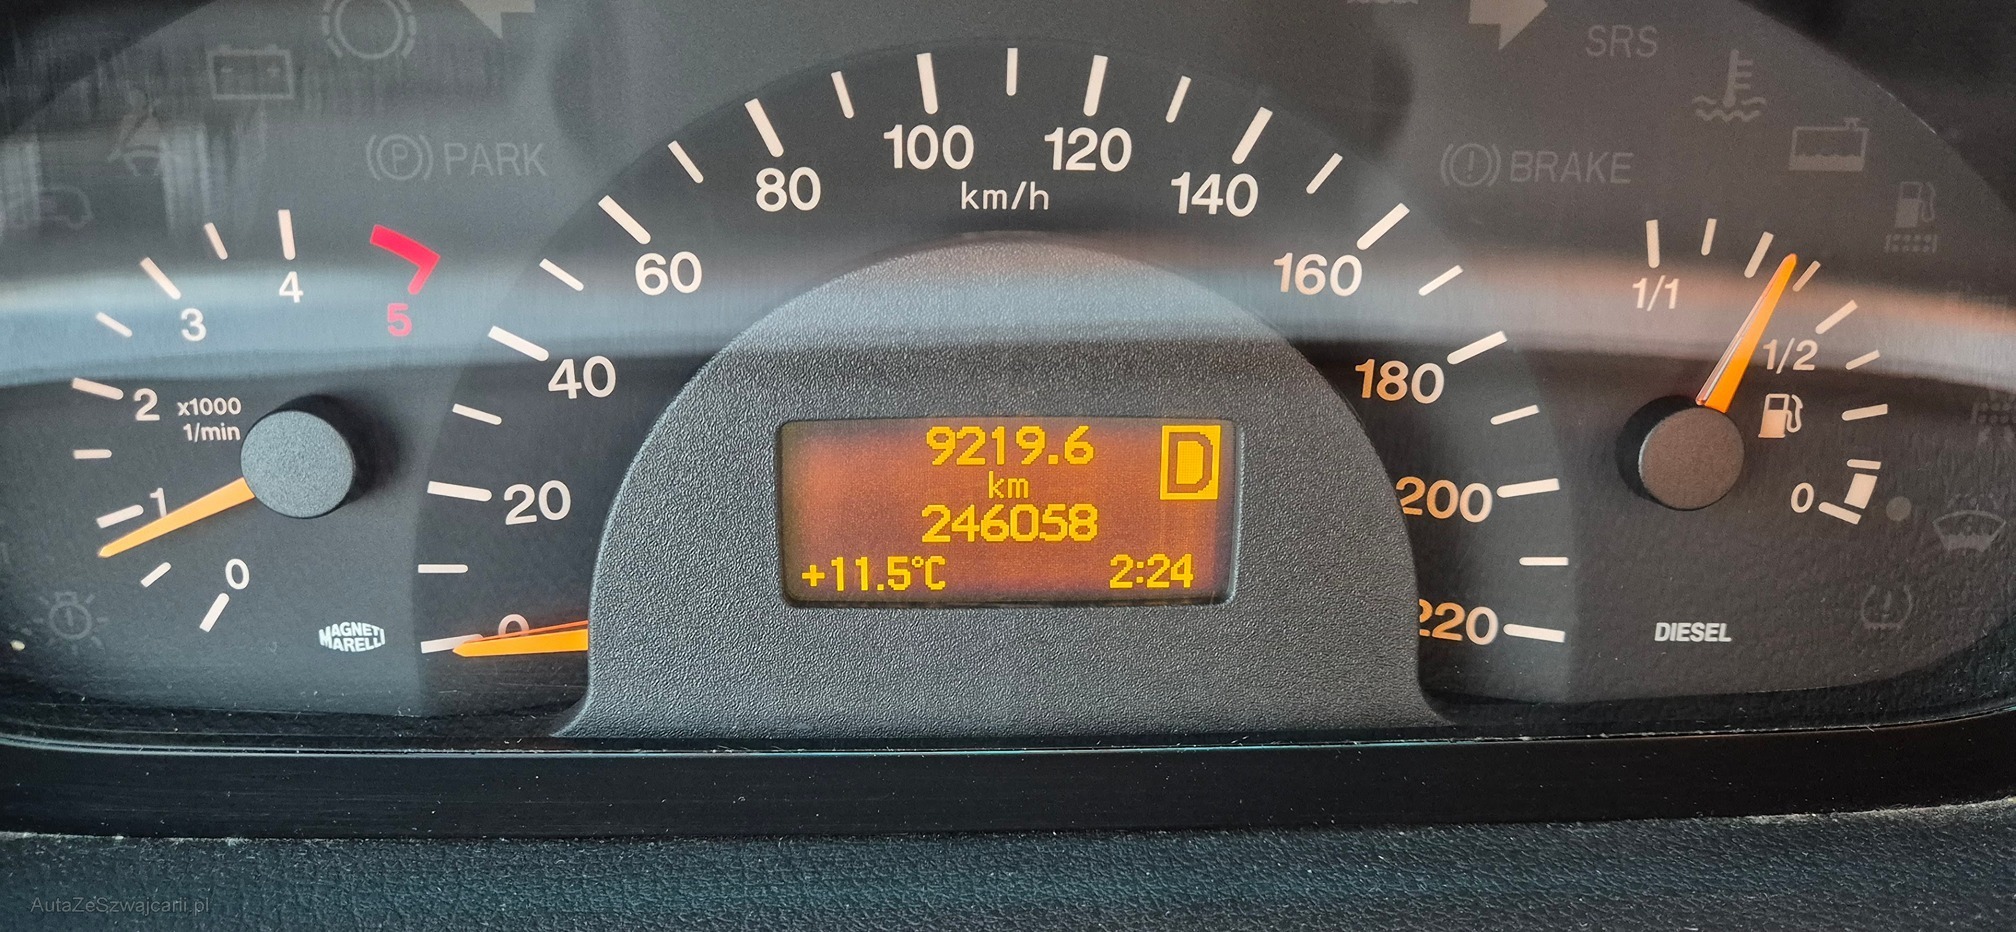 SRS
PARK
BRAKE
100
120
80
140
km/h
60
160
40
180
20
200
0
220
5
4
3
2
1
0
x1000
1/min
MAGNETI
MARELLI
9219.6
D
km
246058
+11.5°C
2:24
1/1
1/2
0
DIESEL
AutaZeSzwajcarii.pl